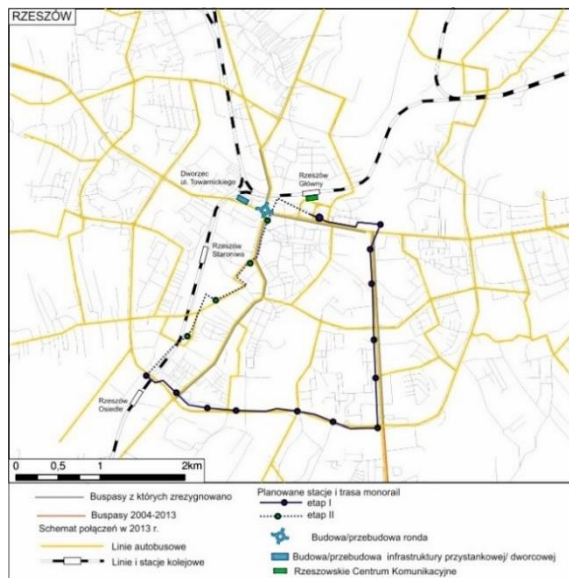 RZESZÓW
Dworzec
ul. Towarnickiego
Rzeszów
Główny
Rzeszów
Staroniwa
Rzeszów
Osiedle
0 0,5 1 2km
Buspasy z których zrezygnowano
Buspasy 2004-2013
Schemat połączeń w 2013 r.
Linie autobusowe
Linie i stacje kolejowe
Planowane stacje i trasa monorail
etap I
etap II
Budowa/przebudowa ronda
Budowa/przebudowa infrastruktury przystankowej/ dworcowej
Rzeszowskie Centrum Komunikacyjne